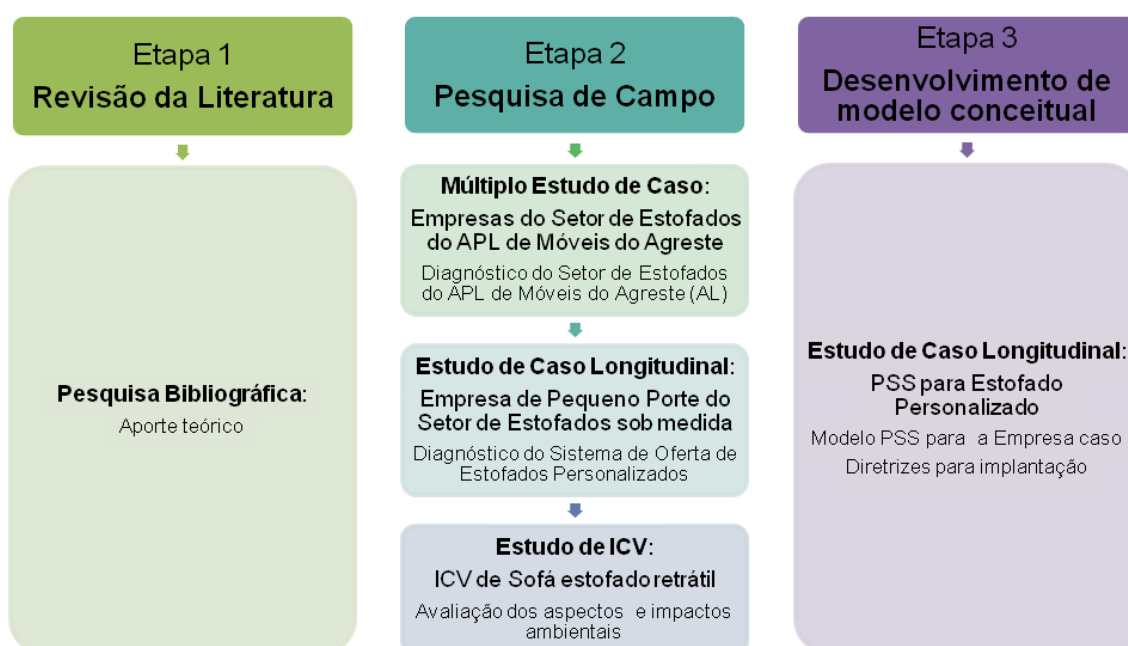 Etapa 1
Revisão da Literatura
Pesquisa Bibliográfica:
Aporte teórico
Etapa 2
Pesquisa de Campo
Múltiplo Estudo de Caso:
Empresas do Setor de Estofados
do APL de Móveis do Agreste
Diagnóstico do Setor de Estofados
do APL de Móveis do Agreste (AL)
Estudo de Caso Longitudinal:
Empresa de Pequeno Porte do
Setor de Estofados sob medida
Diagnóstico do Sistema de Oferta de
Estofados Personalizados
Estudo de ICV:
ICV de Sofá estofado retrátil
Avaliação dos aspectos e impactos
ambientais
Etapa 3
Desenvolvimento de
modelo conceitual
Estudo de Caso Longitudinal:
PSS para Estofado
Personalizado
Modelo PSS para a Empresa caso
Diretrizes para implantação